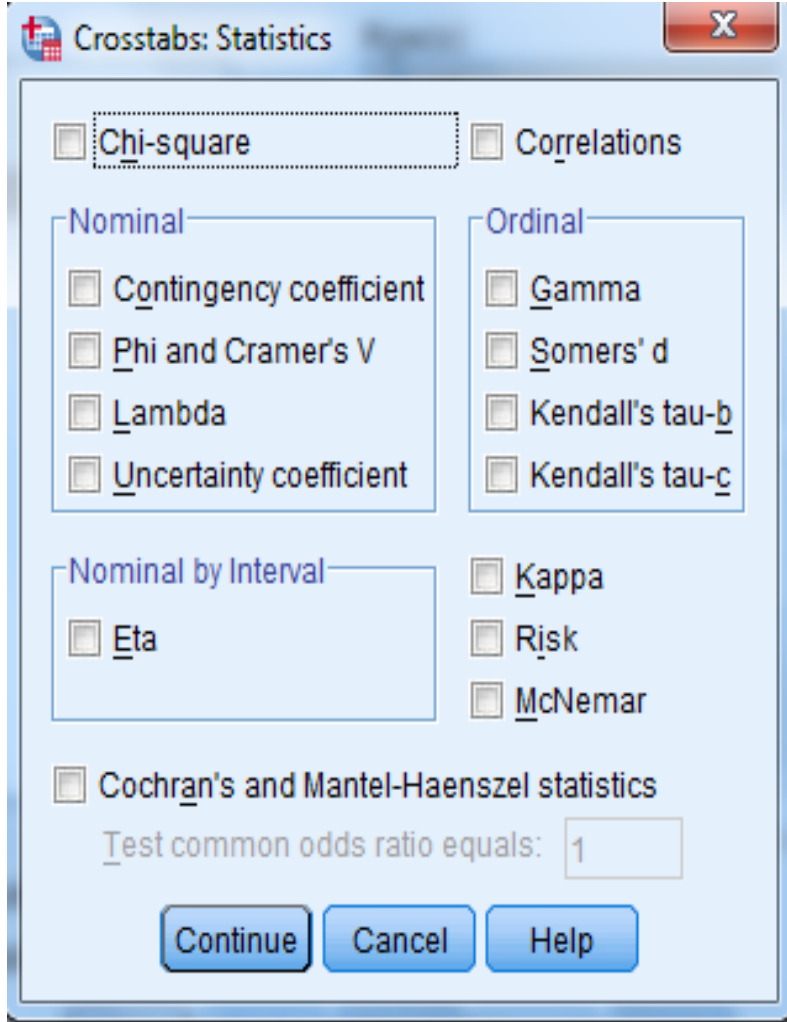 Crosstabs: Statistics
Chi-square
Correlations
Nominal
Contingency coefficient
Phi and Cramer's V
Lambda
Uncertainty coefficient
Ordinal
Gamma
Somers' d
Kendall's tau-b
Kendall's tau-c
Nominal by Interval
Eta
Kappa
Risk
McNemar
Cochran's and Mantel-Haenszel statistics
Test common odds ratio equals: 1
Continue Cancel Help